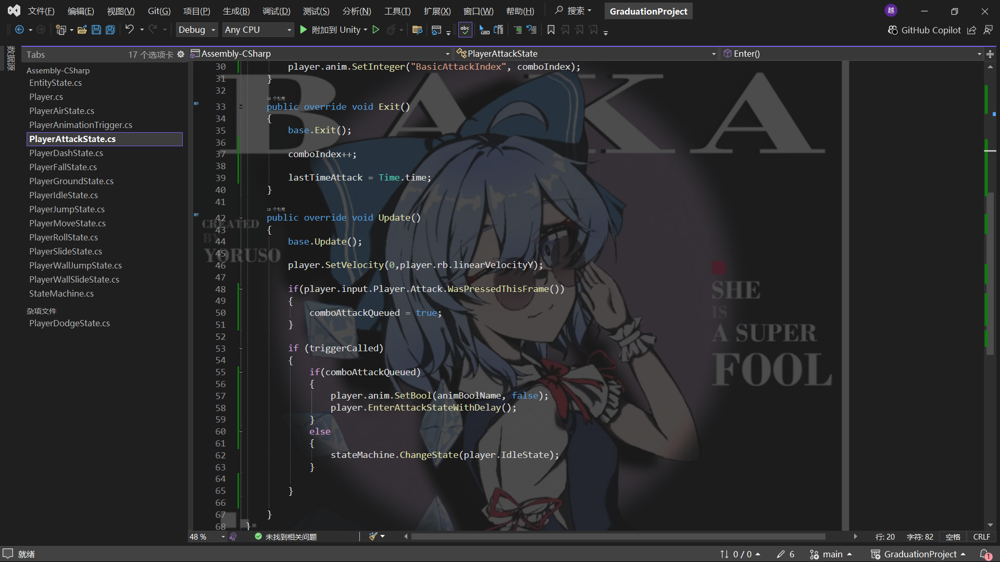 文件(F) 编辑(E) 视图(V) Git(G) 项目(P) 生成(B) 调试(D) 测试(S) 分析(N) 工具(T) 扩展(X) 窗口(W) 帮助(H) 搜索 GraduationProject 越
Debug Any CPU 附加到 Unity abc GitHub Copilot
数据源
Tabs 17 个选项卡
Assembly-CSharp
EntityState.cs
Player.cs
PlayerAirState.cs
PlayerAnimationTrigger.cs
PlayerAttackState.cs
PlayerDashState.cs
PlayerFallState.cs
PlayerGroundState.cs
PlayerIdleState.cs
PlayerJumpState.cs
PlayerMoveState.cs
PlayerRollState.cs
PlayerSlideState.cs
PlayerWallJumpState.cs
PlayerWallSlideState.cs
StateMachine.cs
杂项文件
PlayerDodgeState.cs
Assembly-CSharp PlayerAttackState Enter()
30 player.anim.SetInteger("BasicAttackIndex", comboIndex);
31 }
32
10 个引用
33 public override void Exit()
34 {
35 base.Exit();
36
37 comboIndex++;
38
39 lastTimeAttack = Time.time;
40 }
41
10 个引用
42 public override void Update()
43 {
44 base.Update();
45
46 player.SetVelocity(0,player.rb.linearVelocityY);
47
48 if(player.input.Player.Attack.WasPressedThisFrame())
49 {
50 comboAttackQueued = true;
51 }
52
53 if (triggerCalled)
54 {
55 if(comboAttackQueued)
56 {
57 player.anim.SetBool(animBoolName, false);
58 player.EnterAttackStateWithDelay();
59 }
60 else
61 {
62 stateMachine.ChangeState(player.IdleState);
63 }
64
65 }
66
67 }
68 }
BAKA
CREATED
BY
YORUSO
SHE
IS
A SUPER
FOOL
48 % 未找到相关问题 行: 20 字符: 82 空格 CRLF
就绪 0 / 0 6 main GraduationProject 1